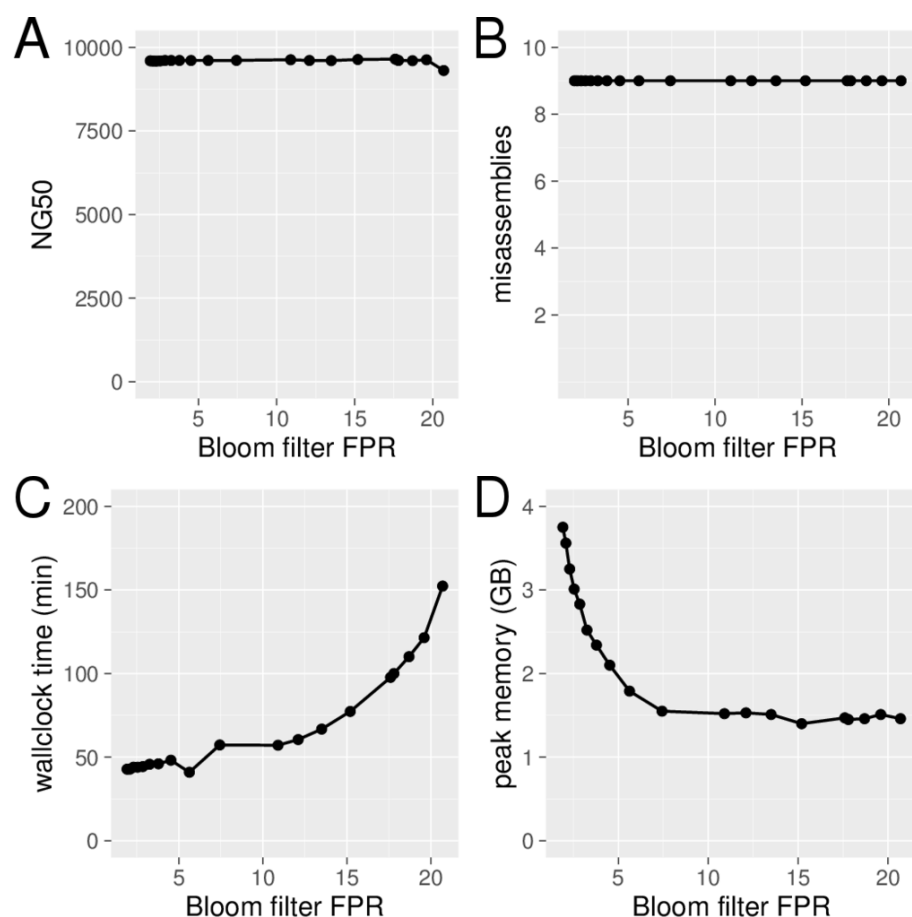 A
10000
7500
5000
2500
0
NG50
5 10 15 20
Bloom filter FPR
B
10
8
6
4
2
misassemblies
5 10 15 20
Bloom filter FPR
C
200
150
100
50
0
wallclock time (min)
5 10 15 20
Bloom filter FPR
D
4
3
2
1
0
peak memory (GB)
5 10 15 20
Bloom filter FPR